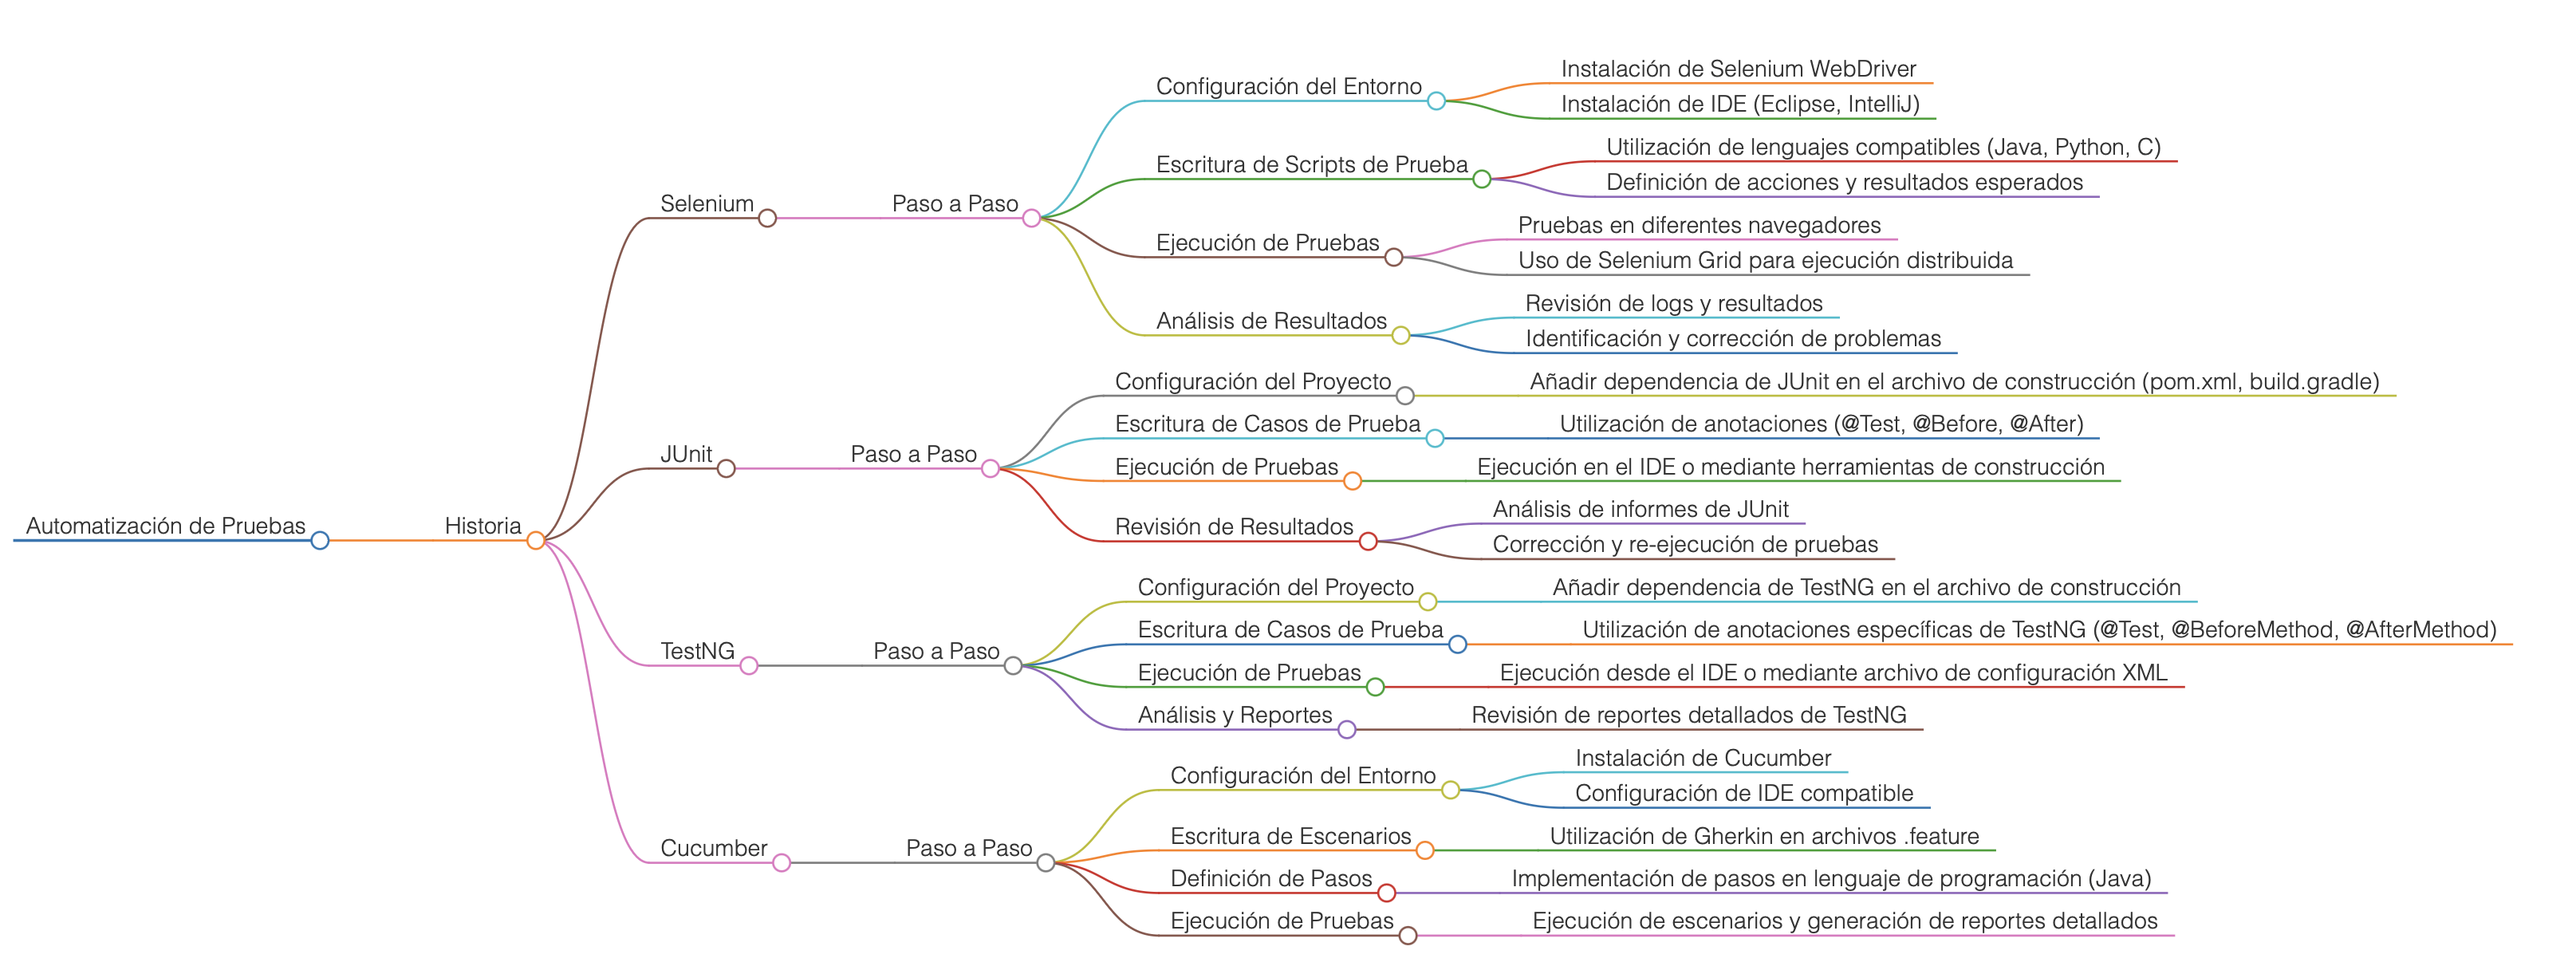 Automatización de Pruebas
Historia
Selenium
Paso a Paso
Configuración del Entorno
Instalación de Selenium WebDriver
Instalación de IDE (Eclipse, IntelliJ)
Escritura de Scripts de Prueba
Utilización de lenguajes compatibles (Java, Python, C)
Definición de acciones y resultados esperados
Ejecución de Pruebas
Pruebas en diferentes navegadores
Uso de Selenium Grid para ejecución distribuida
Análisis de Resultados
Revisión de logs y resultados
Identificación y corrección de problemas
JUnit
Paso a Paso
Configuración del Proyecto
Añadir dependencia de JUnit en el archivo de construcción (pom.xml, build.gradle)
Escritura de Casos de Prueba
Utilización de anotaciones (@Test, @Before, @After)
Ejecución de Pruebas
Ejecución en el IDE o mediante herramientas de construcción
Revisión de Resultados
Análisis de informes de JUnit
Corrección y re-ejecución de pruebas
TestNG
Paso a Paso
Configuración del Proyecto
Añadir dependencia de TestNG en el archivo de construcción
Escritura de Casos de Prueba
Utilización de anotaciones específicas de TestNG (@Test, @BeforeMethod, @AfterMethod)
Ejecución de Pruebas
Ejecución desde el IDE o mediante archivo de configuración XML
Análisis y Reportes
Revisión de reportes detallados de TestNG
Cucumber
Paso a Paso
Configuración del Entorno
Instalación de Cucumber
Configuración de IDE compatible
Escritura de Escenarios
Utilización de Gherkin en archivos .feature
Definición de Pasos
Implementación de pasos en lenguaje de programación (Java)
Ejecución de Pruebas
Ejecución de escenarios y generación de reportes detallados